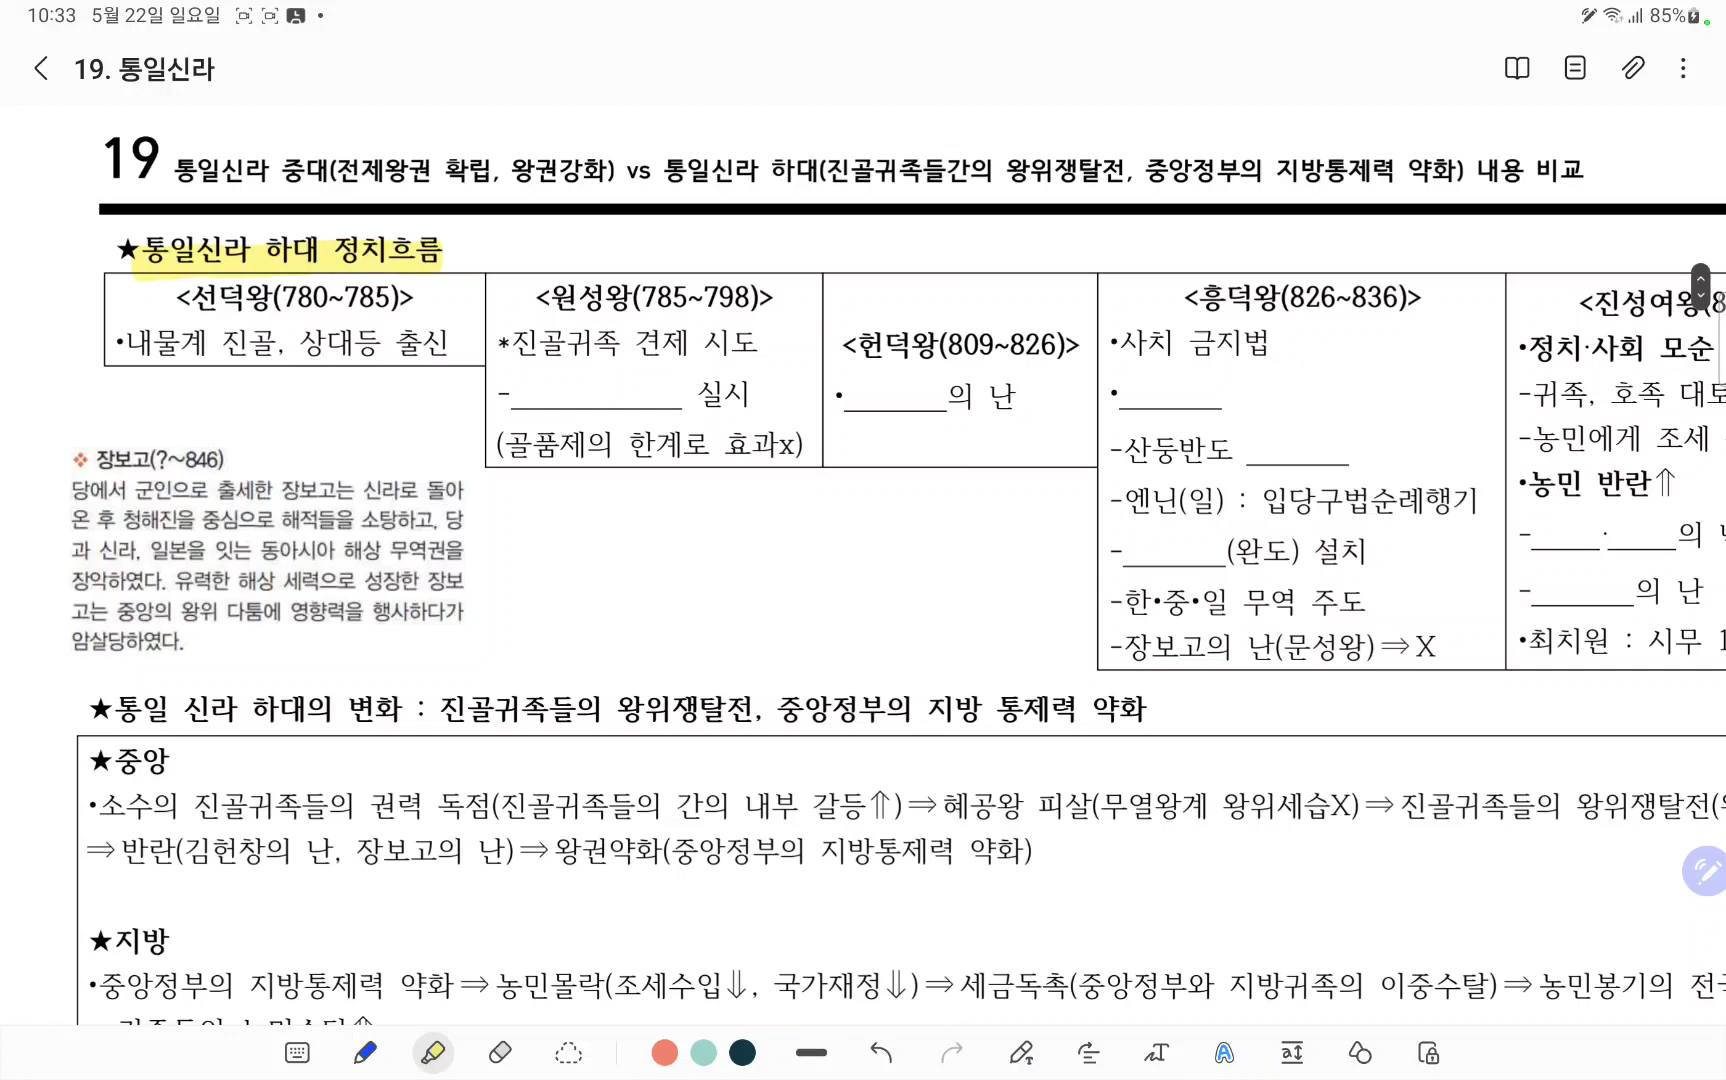 10:33 5월 22일 일요일
85%
19. 통일신라
19 통일신라 중대(전제왕권 확립, 왕권강화) vs 통일신라 하대(진골귀족들간의 왕위쟁탈전, 중앙정부의 지방통제력 약화) 내용 비교
★통일신라 하대 정치흐름
<선덕왕(780~785)>
•내물계 진골, 상대등 출신
<원성왕(785~798)>
*진골귀족 견제 시도
-__________ 실시
(골품제의 한계로 효과x)
<헌덕왕(809~826)>
•______의 난
<흥덕왕(826~836)>
•사치 금지법
•______
-산둥반도 ______
-엔닌(일) : 입당구법순례행기
-______(완도) 설치
-한•중•일 무역 주도
-장보고의 난(문성왕)⇒X
<진성여왕(8
•정치·사회 모순
-귀족, 호족 대토
-농민에게 조세
•농민 반란⇑
-____·____의
-______의 난
•최치원 : 시무 1
❖ 장보고(?~846)
당에서 군인으로 출세한 장보고는 신라로 돌아
온 후 청해진을 중심으로 해적들을 소탕하고, 당
과 신라, 일본을 잇는 동아시아 해상 무역권을
장악하였다. 유력한 해상 세력으로 성장한 장보
고는 중앙의 왕위 다툼에 영향력을 행사하다가
암살당하였다.
★통일 신라 하대의 변화 : 진골귀족들의 왕위쟁탈전, 중앙정부의 지방 통제력 약화
★중앙
•소수의 진골귀족들의 권력 독점(진골귀족들의 간의 내부 갈등⇑)⇒혜공왕 피살(무열왕계 왕위세습X)⇒진골귀족들의 왕위쟁탈전(
⇒반란(김헌창의 난, 장보고의 난)⇒왕권약화(중앙정부의 지방통제력 약화)
★지방
•중앙정부의 지방통제력 약화⇒농민몰락(조세수입⇓, 국가재정⇓)⇒세금독촉(중앙정부와 지방귀족의 이중수탈)⇒농민봉기의 전